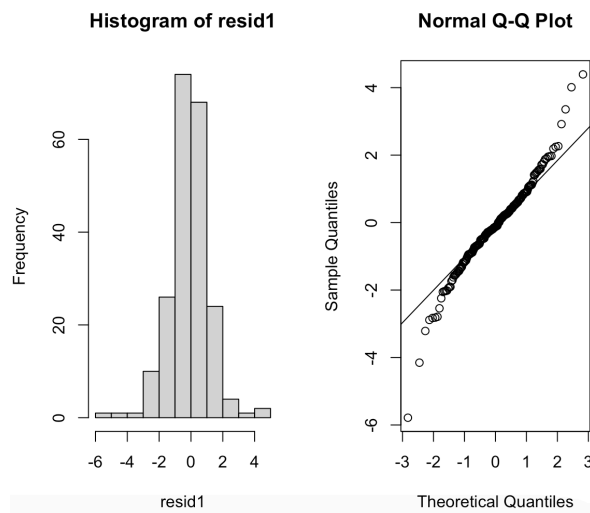 Histogram of resid1
Frequency
0
20
40
60
-6 -4 -2 0 2 4
resid1
Normal Q-Q Plot
Sample Quantiles
-6
-4
-2
0
2
4
-3 -2 -1 0 1 2 3
Theoretical Quantiles